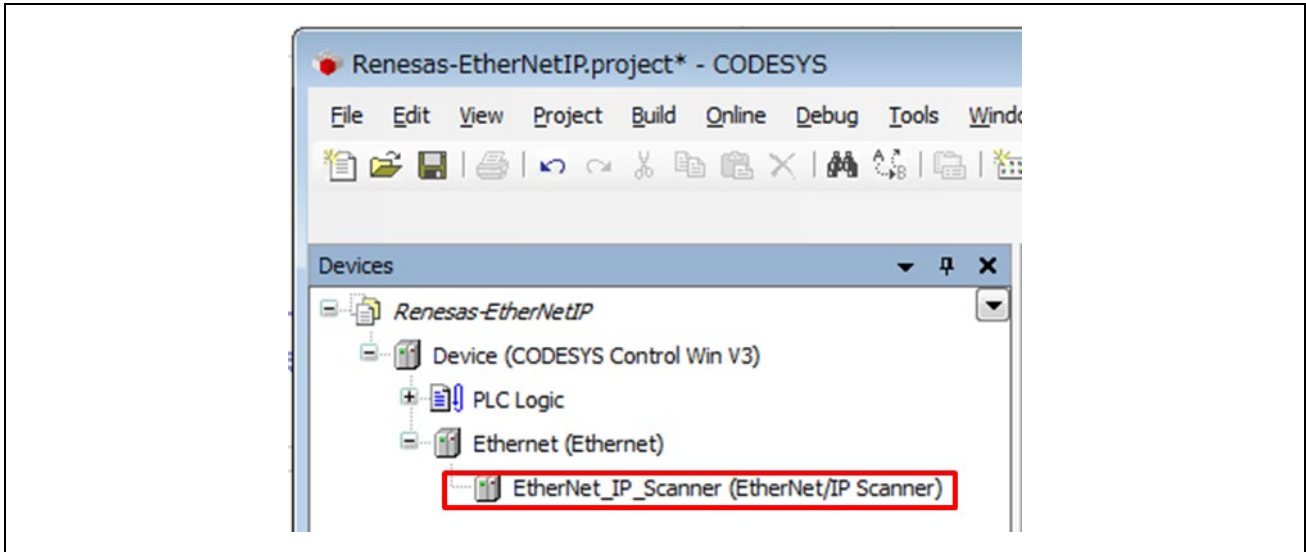 Renesas-EtherNetIP.project* - CODESYS
File Edit View Project Build Online Debug Tools
Devices
Renesas-EtherNetIP
Device (CODESYS Control Win V3)
PLC Logic
Ethernet (Ethernet)
EtherNet_IP_Scanner (EtherNet/IP Scanner)